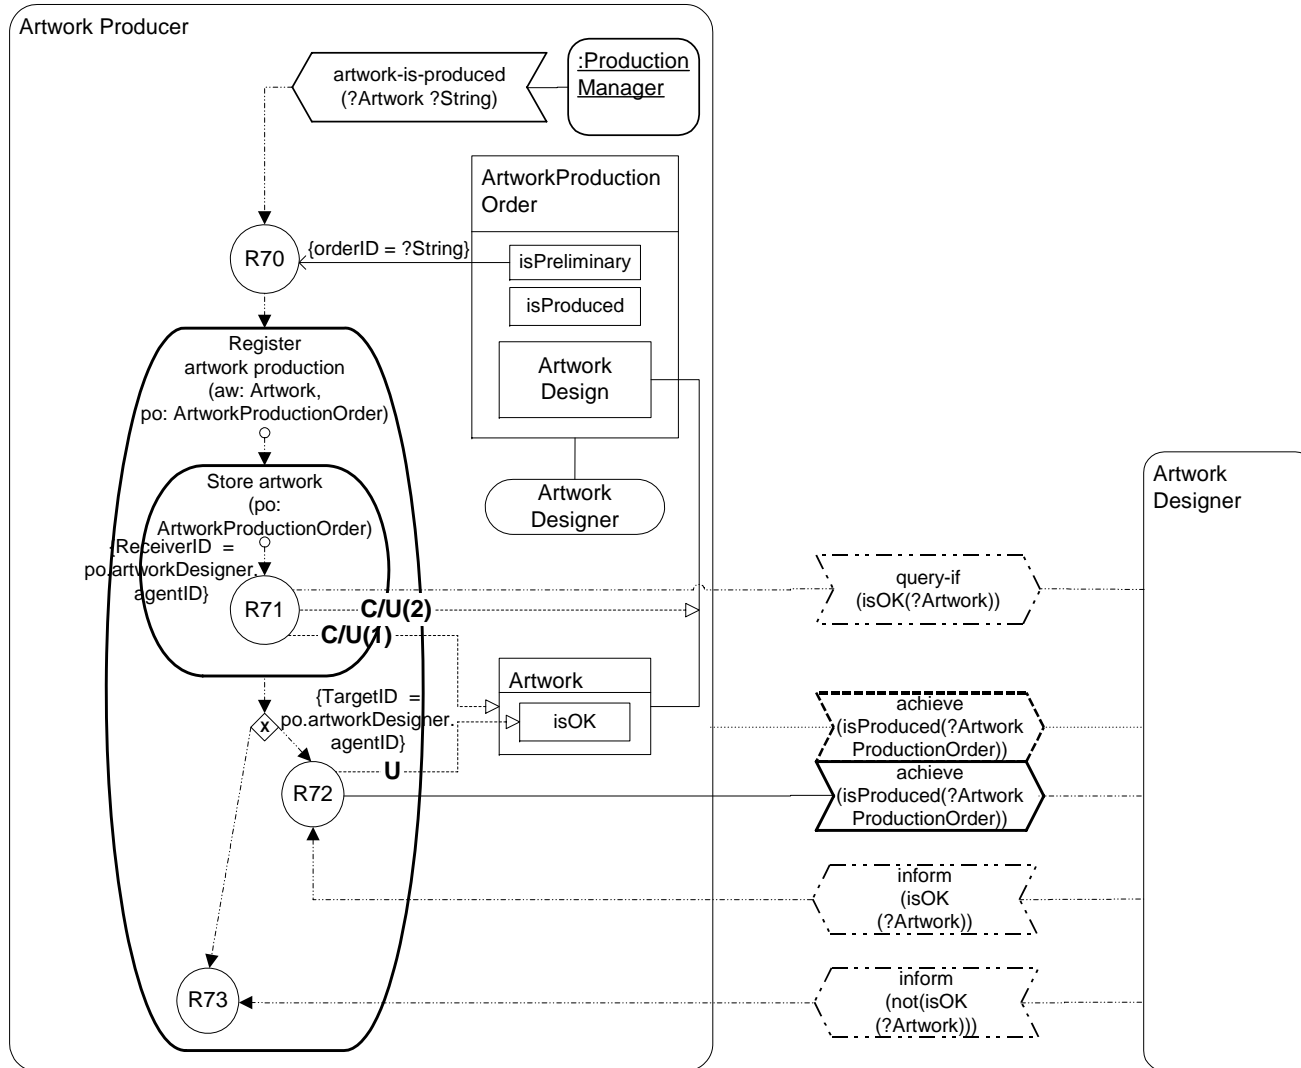 Artwork Producer
artwork-is-produced
(?Artwork ?String)
:Production
Manager
ArtworkProduction
Order
R70
{orderID = ?String}
isPreliminary
isProduced
Artwork
Design
Register
artwork production
(aw: Artwork,
po: ArtworkProductionOrder)
Store artwork
(po:
ArtworkProductionOrder)
{ReceiverID =
po.artworkDesigner.
agentID}
R71
C/U(2)
C/U(1)
Artwork
Designer
Artwork
Designer
query-if
(isOK(?Artwork))
Artwork
isOK
{TargetID =
po.artworkDesigner.
agentID}
U
X
R72
achieve
(isProduced(?Artwork
ProductionOrder))
achieve
(isProduced(?Artwork
ProductionOrder))
inform
(isOK
(?Artwork))
R73
inform
(not(isOK
(?Artwork)))